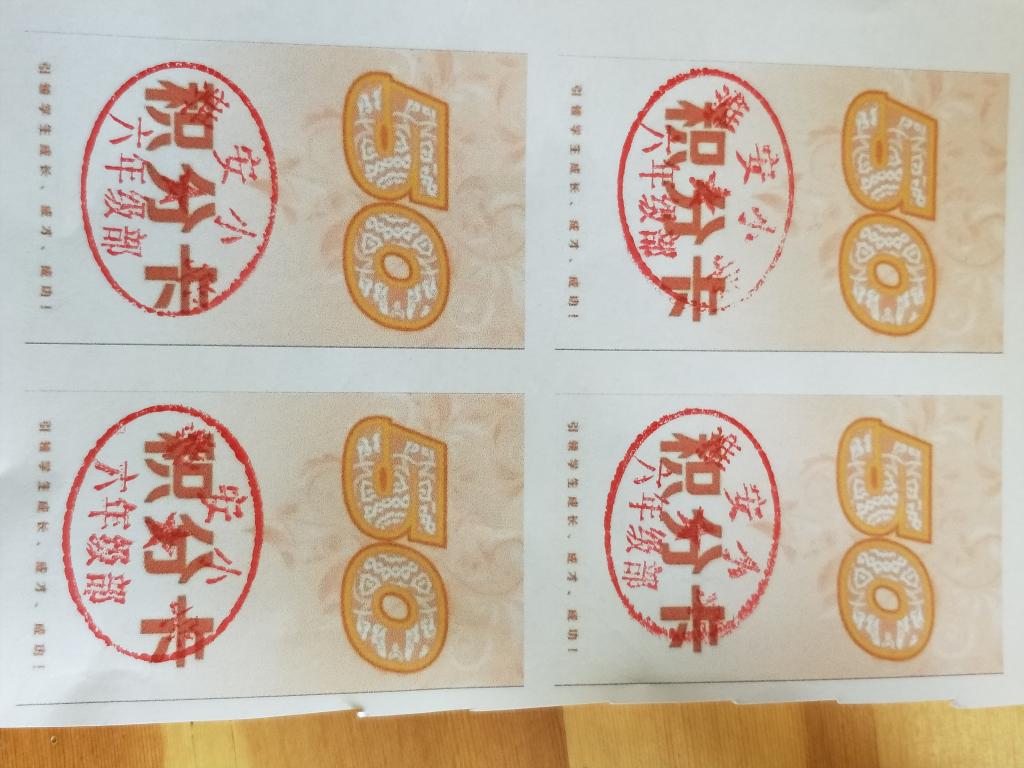 50
积分卡
安小
六年级部
引领学生成长、成才、成功！
50
积分卡
安小
六年级部
引领学生成长、成才、成功！
50
积分卡
安小
六年级部
引领学生成长、成才、成功！
50
积分卡
安小
六年级部
引领学生成长、成才、成功！